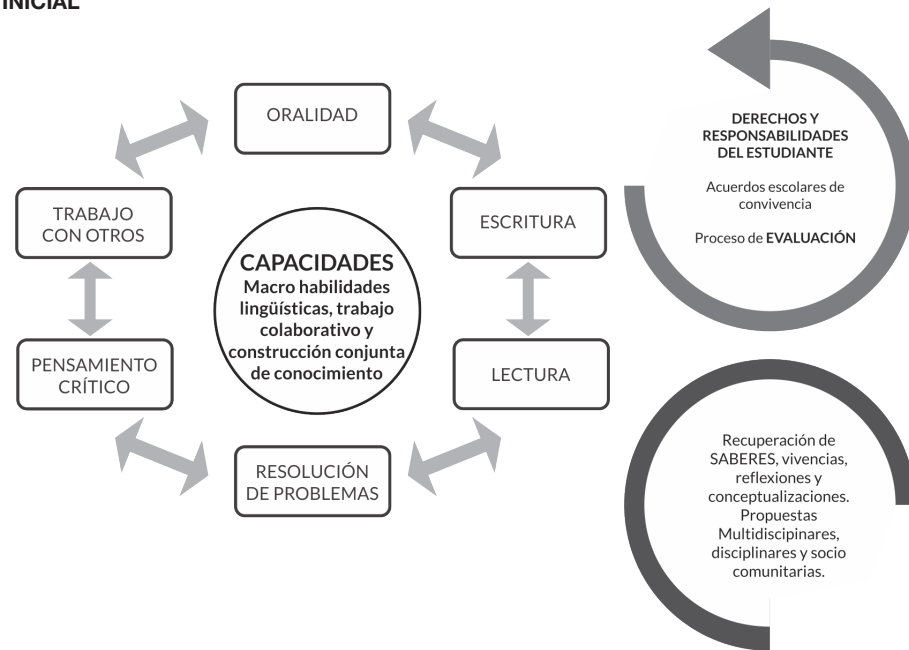 INICIAL
ORALIDAD
TRABAJO
CON OTROS
ESCRITURA
CAPACIDADES
Macro habilidades
lingüísticas, trabajo
colaborativo y
construcción conjunta
de conocimiento
PENSAMIENTO
CRÍTICO
LECTURA
RESOLUCIÓN
DE PROBLEMAS
DERECHOS Y
RESPONSABILIDADES
DEL ESTUDIANTE
Acuerdos escolares de
convivencia
Proceso de EVALUACIÓN
Recuperación de
SABERES, vivencias,
reflexiones y
conceptualizaciones.
Propuestas
Multidiscipinares,
disciplinares y socio
comunitarias.